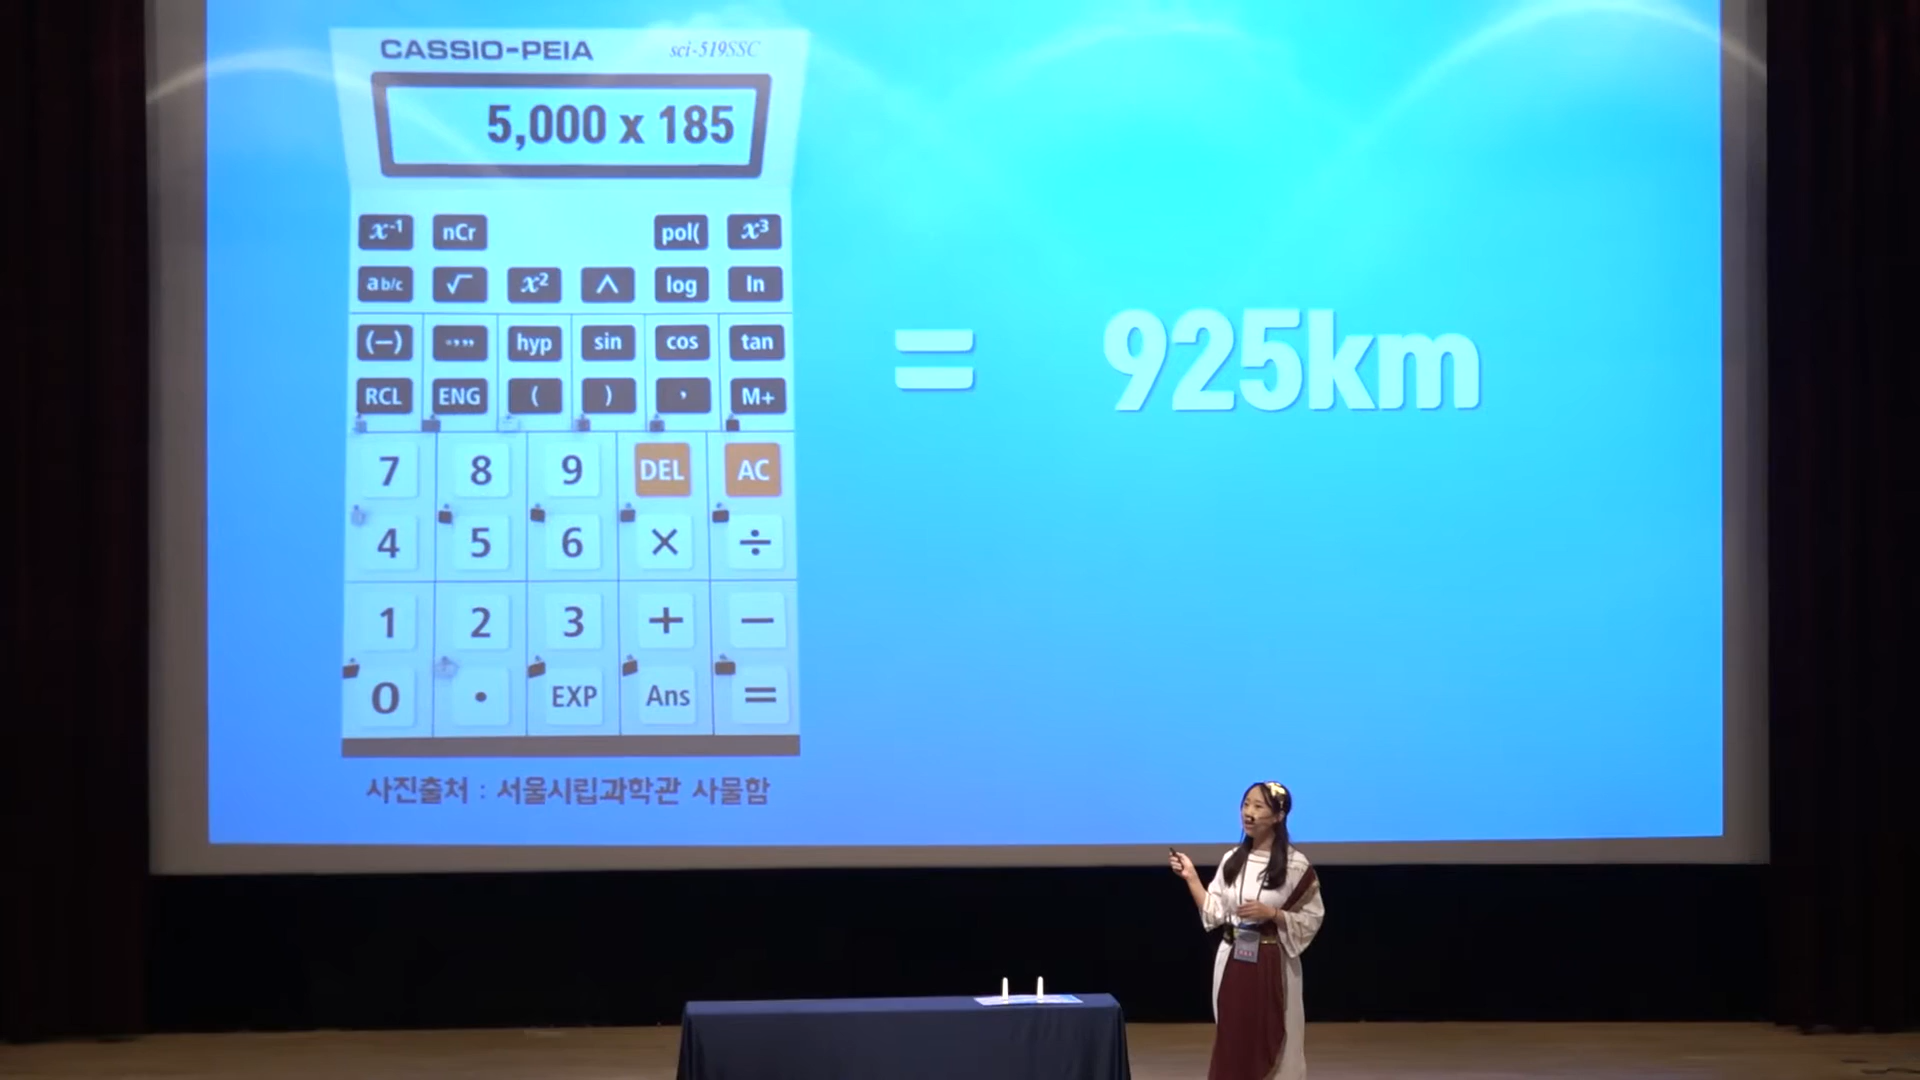 CASSIO-PEIA sci-519SSC
5,000 x 185
x-1 nCr pol( x3
a b/c √ x2 ∧ log ln
= 925km
(—) °,,, hyp sin cos tan
RCL ENG ( ) , M+
7 8 9 DEL AC
4 5 6 × ÷
1 2 3 + −
0 • EXP Ans =
사진출처 : 서울시립과학관 사물함